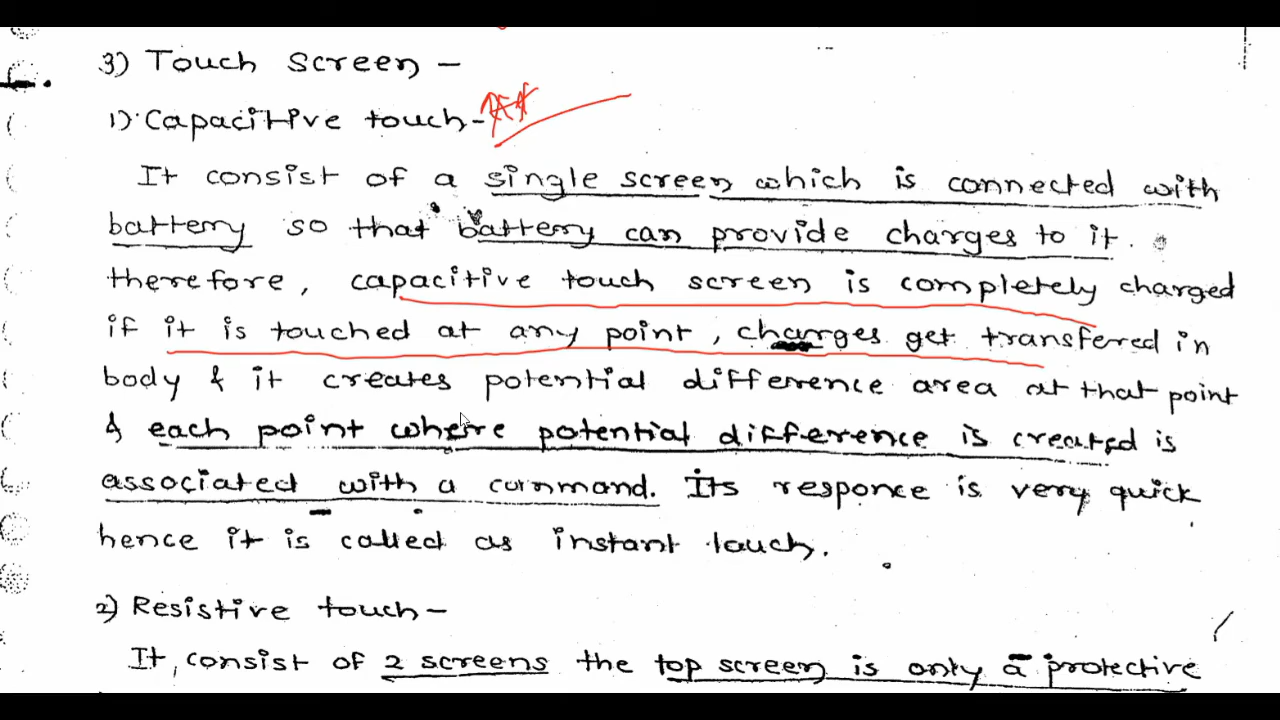 3) Touch Screen -
1) Capacitive touch -
It consist of a single screen which is connected with
battery so that battery can provide charges to it.
therefore, capacitive touch screen is completely charged
if it is touched at any point, charges get transferred in
body & it creates potential difference area at that point
& each point where potential difference is created is
associated with a command. Its responce is very quick
hence it is called as instant touch.
2) Resistive touch -
It consist of 2 screens the top screen is only a protective